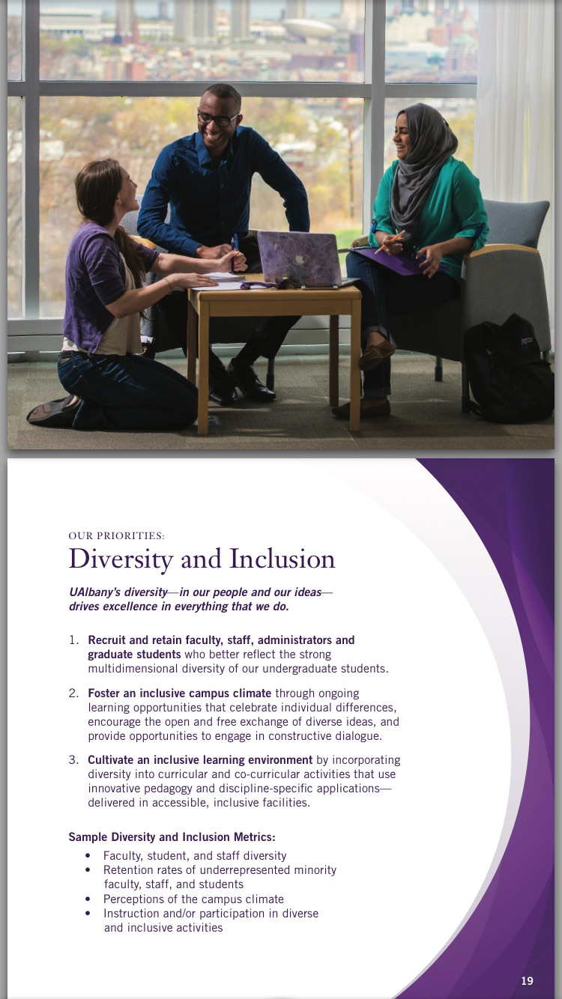 OUR PRIORITIES:
Diversity and Inclusion
UAlbany’s diversity—in our people and our ideas—
drives excellence in everything that we do.
1. Recruit and retain faculty, staff, administrators and
graduate students who better reflect the strong
multidimensional diversity of our undergraduate students.
2. Foster an inclusive campus climate through ongoing
learning opportunities that celebrate individual differences,
encourage the open and free exchange of diverse ideas, and
provide opportunities to engage in constructive dialogue.
3. Cultivate an inclusive learning environment by incorporating
diversity into curricular and co-curricular activities that use
innovative pedagogy and discipline-specific applications—
delivered in accessible, inclusive facilities.
Sample Diversity and Inclusion Metrics:
• Faculty, student, and staff diversity
• Retention rates of underrepresented minority
faculty, staff, and students
• Perceptions of the campus climate
• Instruction and/or participation in diverse
and inclusive activities
19